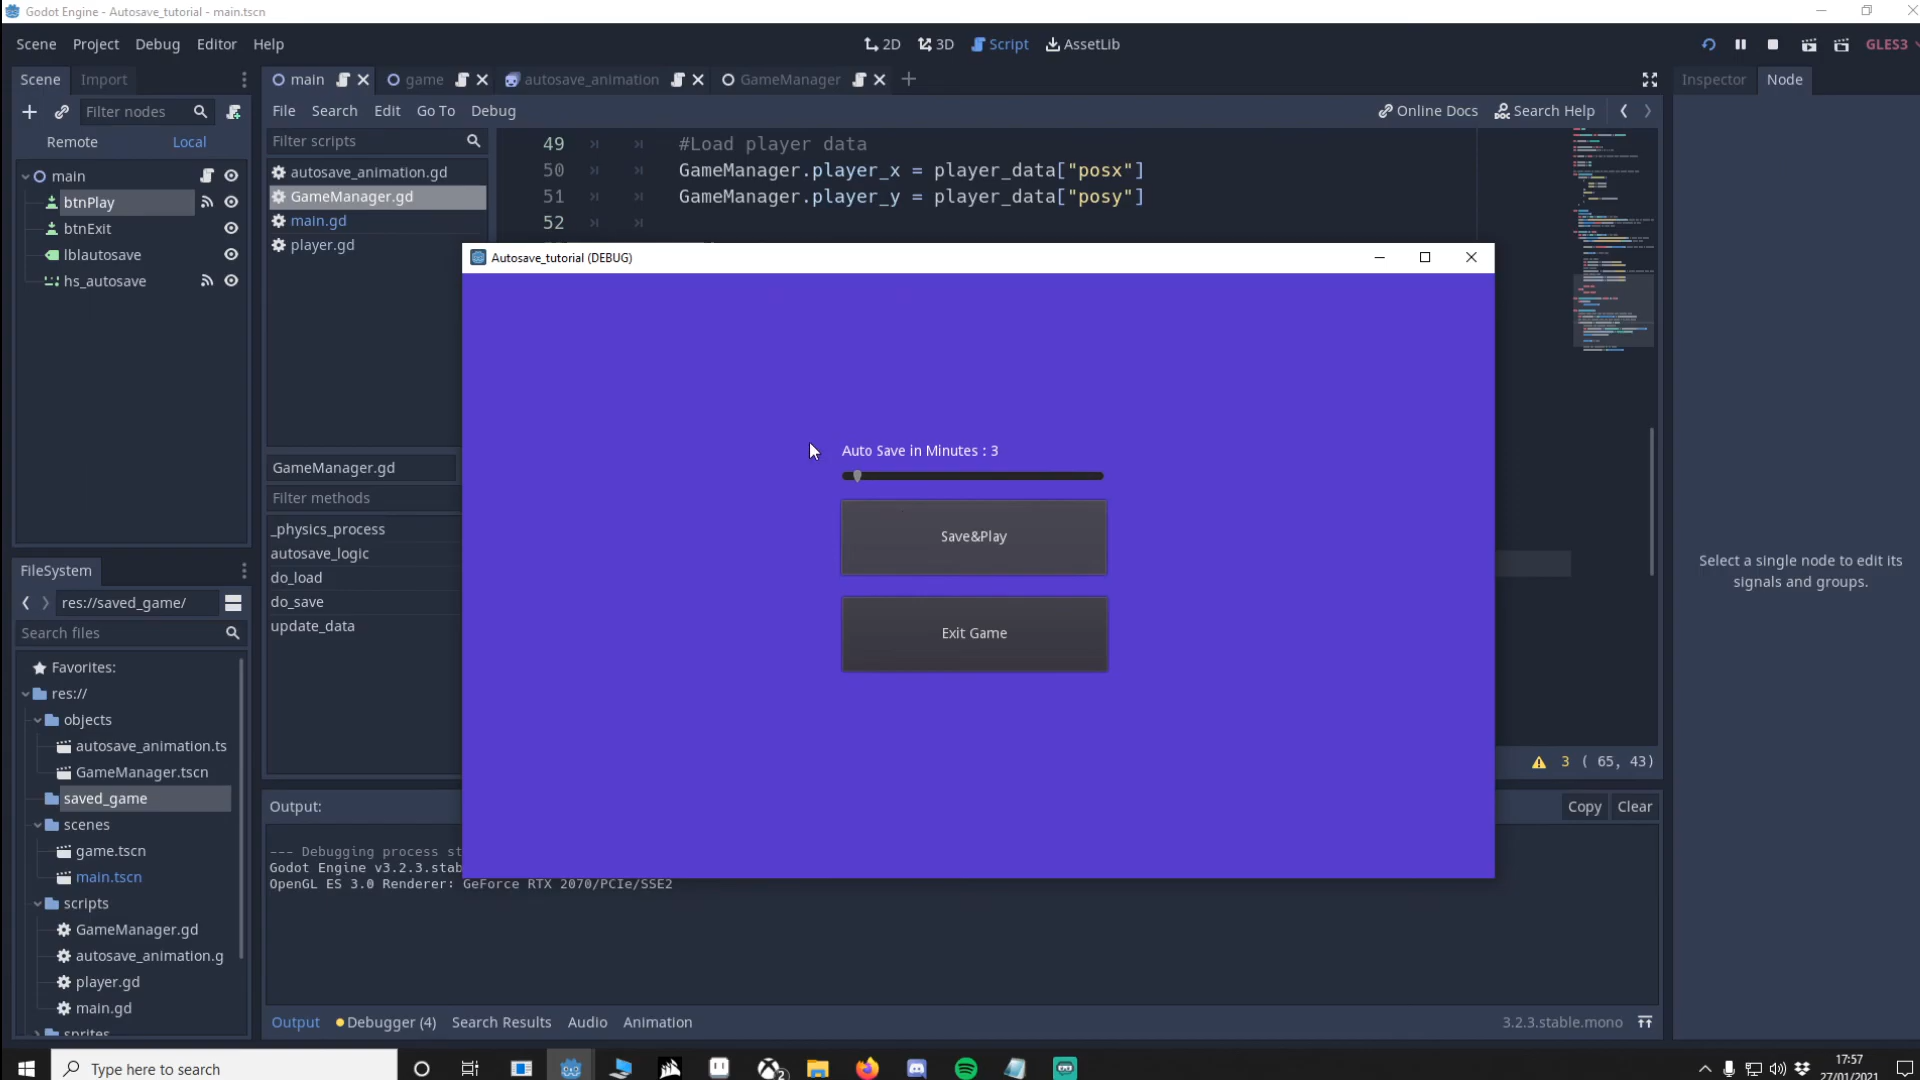 Godot Engine - Autosave_tutorial - main.tscn
Scene Project Debug Editor Help
2D 3D Script AssetLib
GLES3
Scene Import
main game autosave_animation GameManager
Inspector Node
Filter nodes
File Search Edit Go To Debug
Online Docs Search Help
Remote Local
Filter scripts
main
btnPlay
btnExit
lblautosave
hs_autosave
autosave_animation.gd
GameManager.gd
main.gd
player.gd
49 #Load player data
50 GameManager.player_x = player_data["posx"]
51 GameManager.player_y = player_data["posy"]
52
Autosave_tutorial (DEBUG)
Auto Save in Minutes : 3
Save&Play
Exit Game
GameManager.gd
Filter methods
_physics_process
autosave_logic
do_load
do_save
update_data
Select a single node to edit its
signals and groups.
FileSystem
res://saved_game/
Search files
Favorites:
res://
objects
autosave_animation.ts
GameManager.tscn
saved_game
scenes
game.tscn
main.tscn
scripts
GameManager.gd
autosave_animation.g
player.gd
main.gd
sprites
3 ( 65, 43)
Output:
Copy Clear
--- Debugging process st
Godot Engine v3.2.3.stab
OpenGL ES 3.0 Renderer: GeForce RTX 2070/PCIe/SSE2
Output Debugger (4) Search Results Audio Animation
3.2.3.stable.mono
Type here to search
2
17:57
27/01/2021